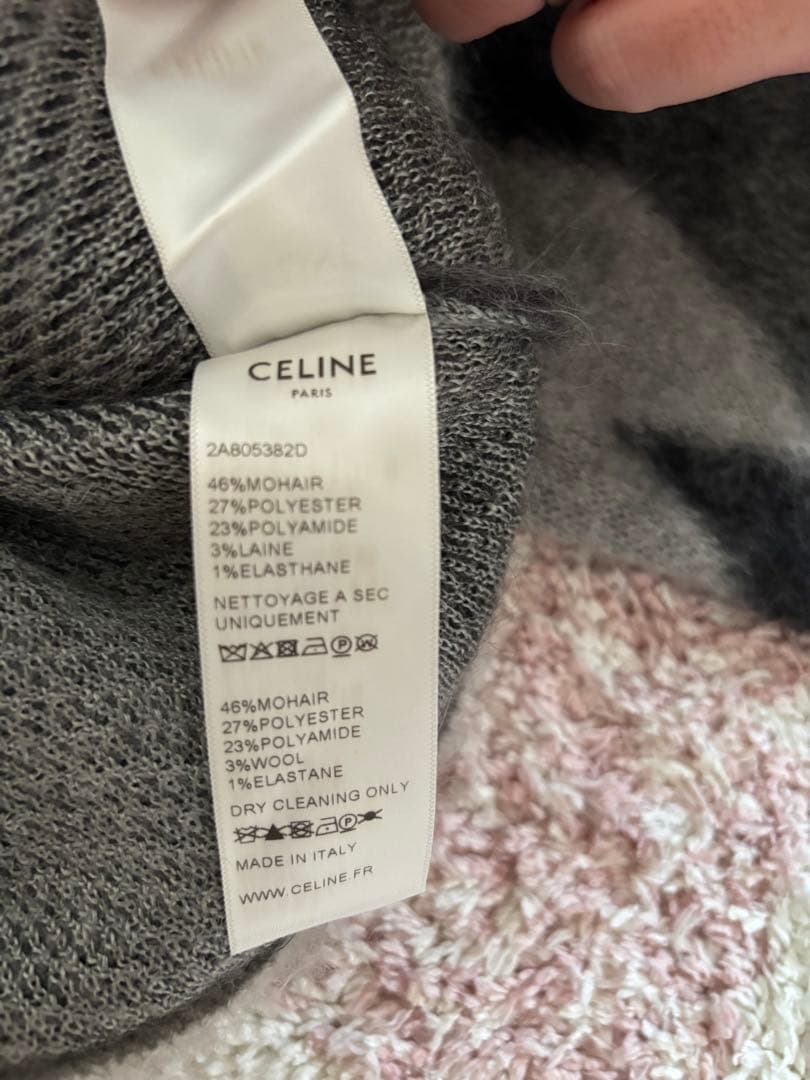 CELINE
PARIS
2A805382D
46%MOHAIR
27%POLYESTER
23%POLYAMIDE
3%LAINE
1%ELASTHANE
NETTOYAGE A SEC
UNIQUEMENT
46%MOHAIR
27%POLYESTER
23%POLYAMIDE
3%WOOL
1%ELASTANE
DRY CLEANING ONLY
MADE IN ITALY
WWW.CELINE.FR